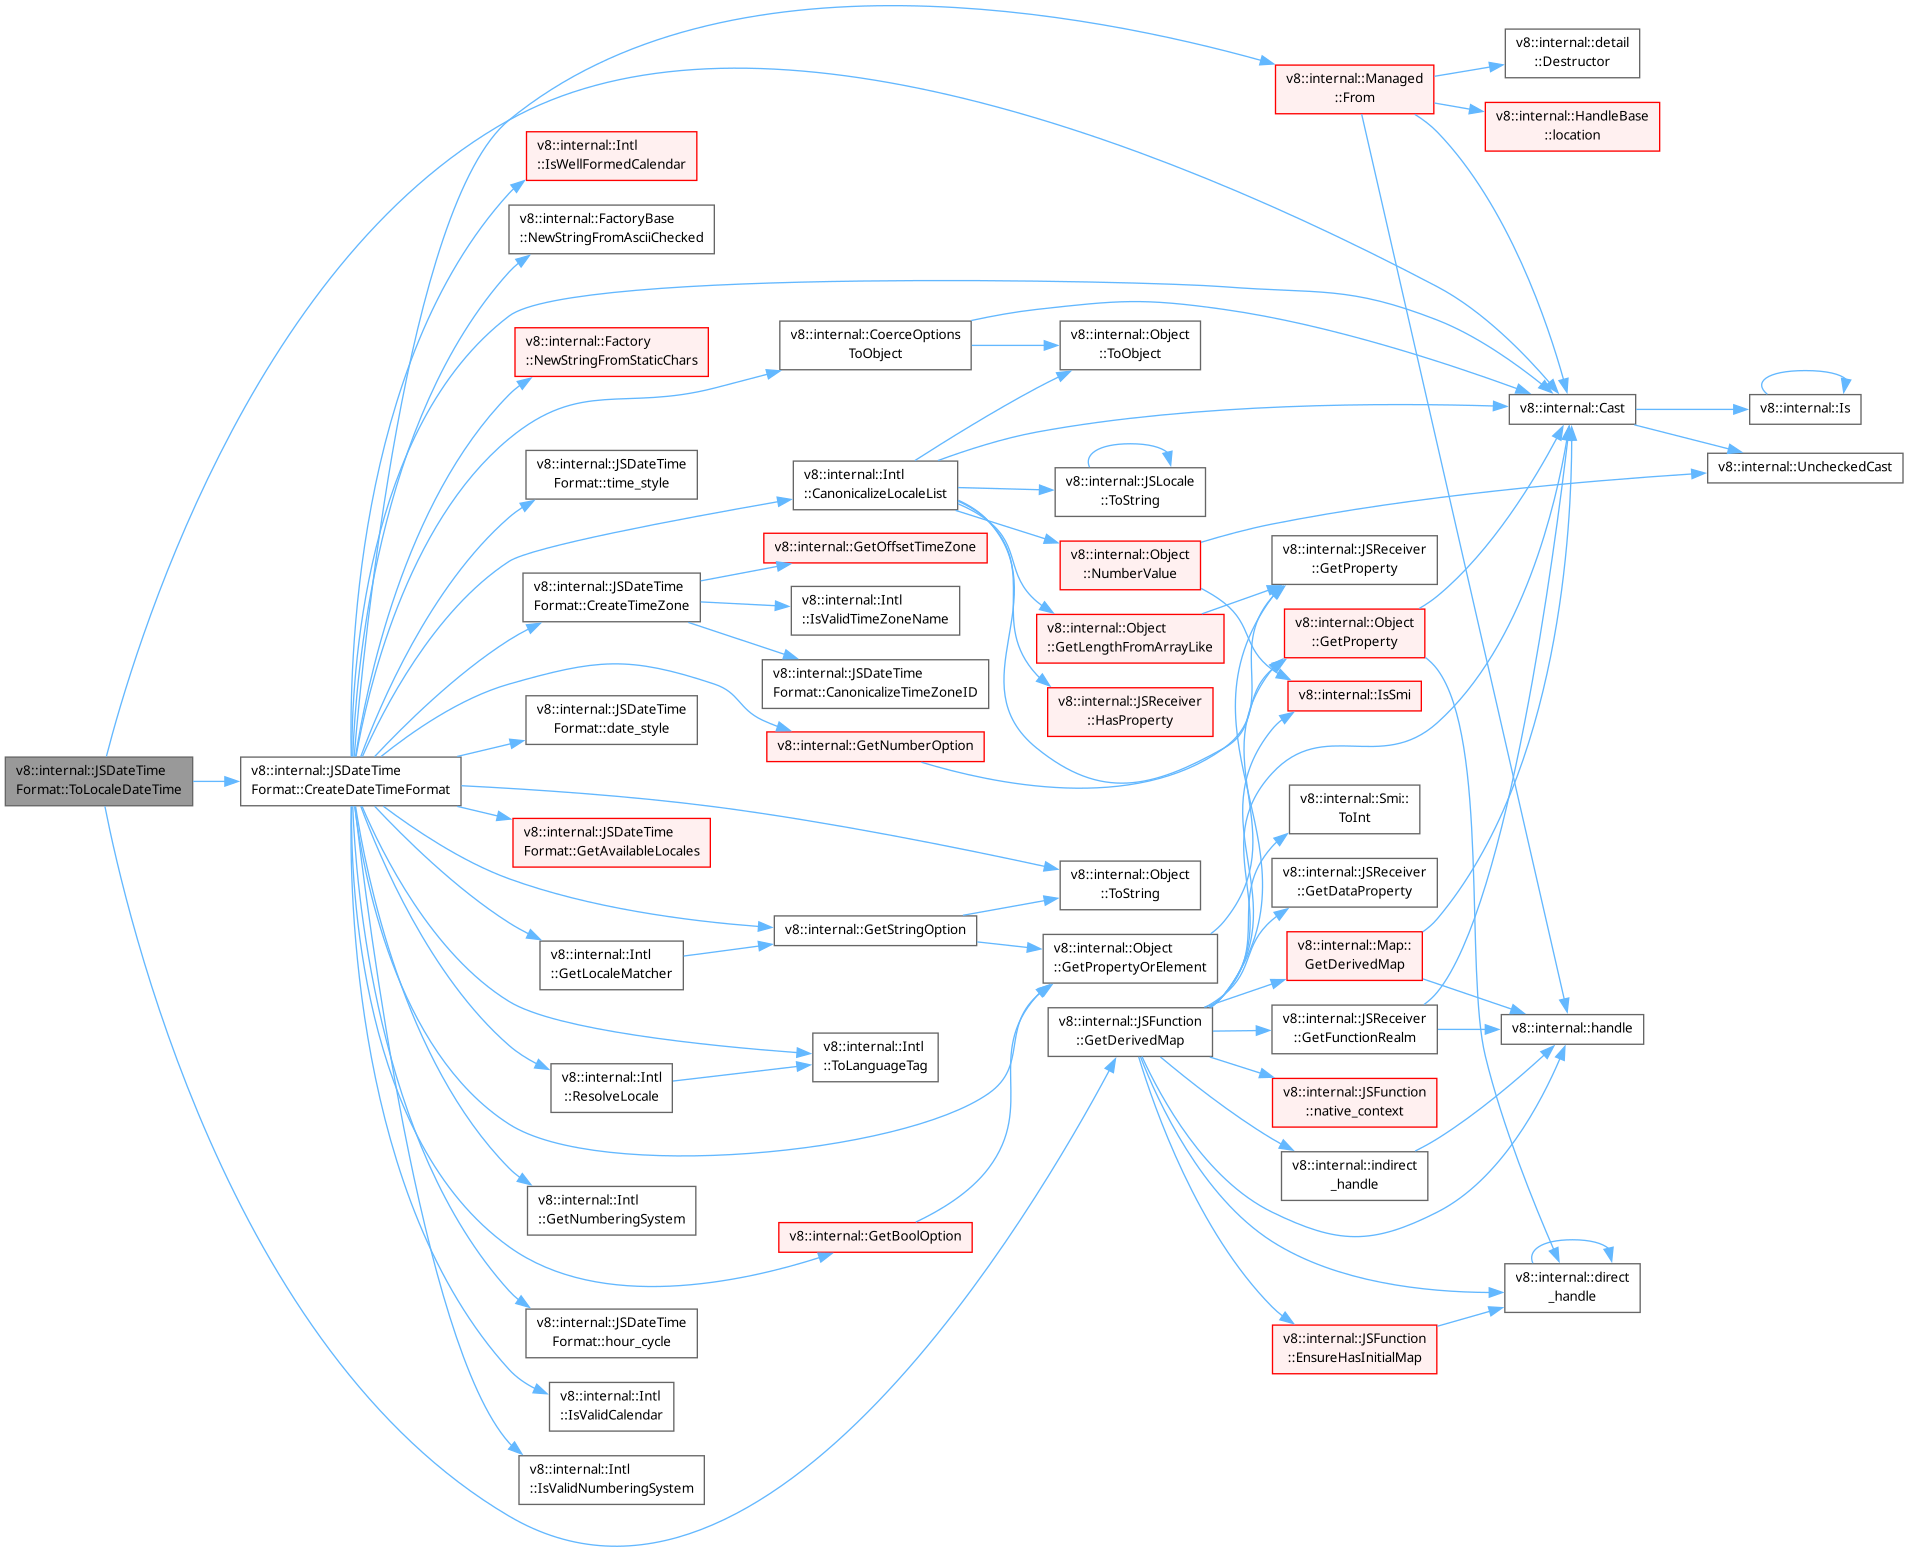 v8::internal::JSDateTime
Format::ToLocaleDateTime
v8::internal::JSDateTime
Format::CreateDateTimeFormat
v8::internal::Intl
::IsWellFormedCalendar
v8::internal::FactoryBase
::NewStringFromAsciiChecked
v8::internal::Factory
::NewStringFromStaticChars
v8::internal::JSDateTime
Format::time_style
v8::internal::JSDateTime
Format::CreateTimeZone
v8::internal::JSDateTime
Format::date_style
v8::internal::JSDateTime
Format::GetAvailableLocales
v8::internal::Intl
::GetLocaleMatcher
v8::internal::Intl
::ResolveLocale
v8::internal::Intl
::GetNumberingSystem
v8::internal::JSDateTime
Format::hour_cycle
v8::internal::Intl
::IsValidCalendar
v8::internal::Intl
::IsValidNumberingSystem
v8::internal::CoerceOptions
ToObject
v8::internal::Intl
::CanonicalizeLocaleList
v8::internal::GetOffsetTimeZone
v8::internal::Intl
::IsValidTimeZoneName
v8::internal::JSDateTime
Format::CanonicalizeTimeZoneID
v8::internal::GetNumberOption
v8::internal::GetStringOption
v8::internal::Intl
::ToLanguageTag
v8::internal::GetBoolOption
v8::internal::Object
::ToObject
v8::internal::JSLocale
::ToString
v8::internal::Object
::NumberValue
v8::internal::Object
::GetLengthFromArrayLike
v8::internal::JSReceiver
::HasProperty
v8::internal::Object
::ToString
v8::internal::Object
::GetPropertyOrElement
v8::internal::JSFunction
::GetDerivedMap
v8::internal::Managed
::From
v8::internal::JSReceiver
::GetProperty
v8::internal::Object
::GetProperty
v8::internal::IsSmi
v8::internal::Smi::
ToInt
v8::internal::JSReceiver
::GetDataProperty
v8::internal::Map::
GetDerivedMap
v8::internal::JSReceiver
::GetFunctionRealm
v8::internal::JSFunction
::native_context
v8::internal::indirect
_handle
v8::internal::JSFunction
::EnsureHasInitialMap
v8::internal::detail
::Destructor
v8::internal::HandleBase
::location
v8::internal::Cast
v8::internal::handle
v8::internal::direct
_handle
v8::internal::Is
v8::internal::UncheckedCast